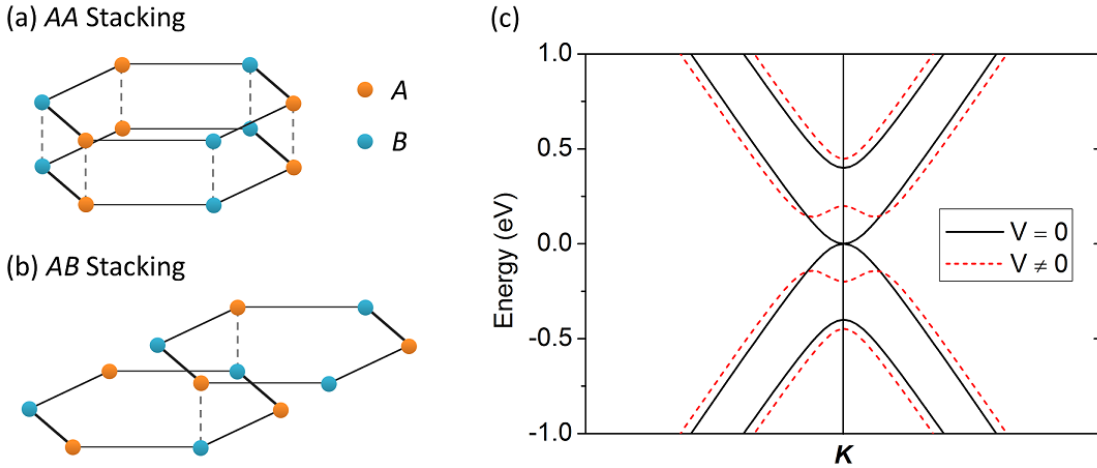 (a) AA Stacking
A
B
(b) AB Stacking
(c)
Energy (eV)
1.0
0.5
0.0
-0.5
-1.0
K
V = 0
V ≠ 0